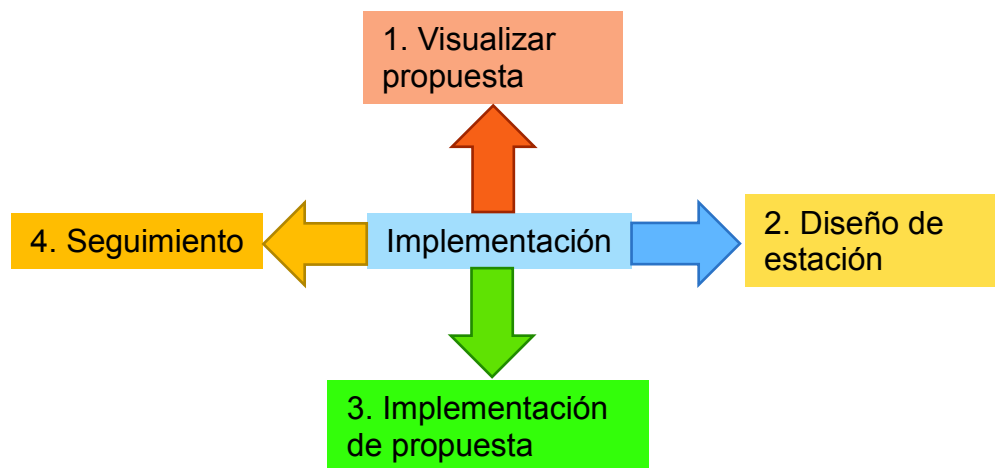 1. Visualizar
propuesta
4. Seguimiento
Implementación
2. Diseño de
estación
3. Implementación
de propuesta